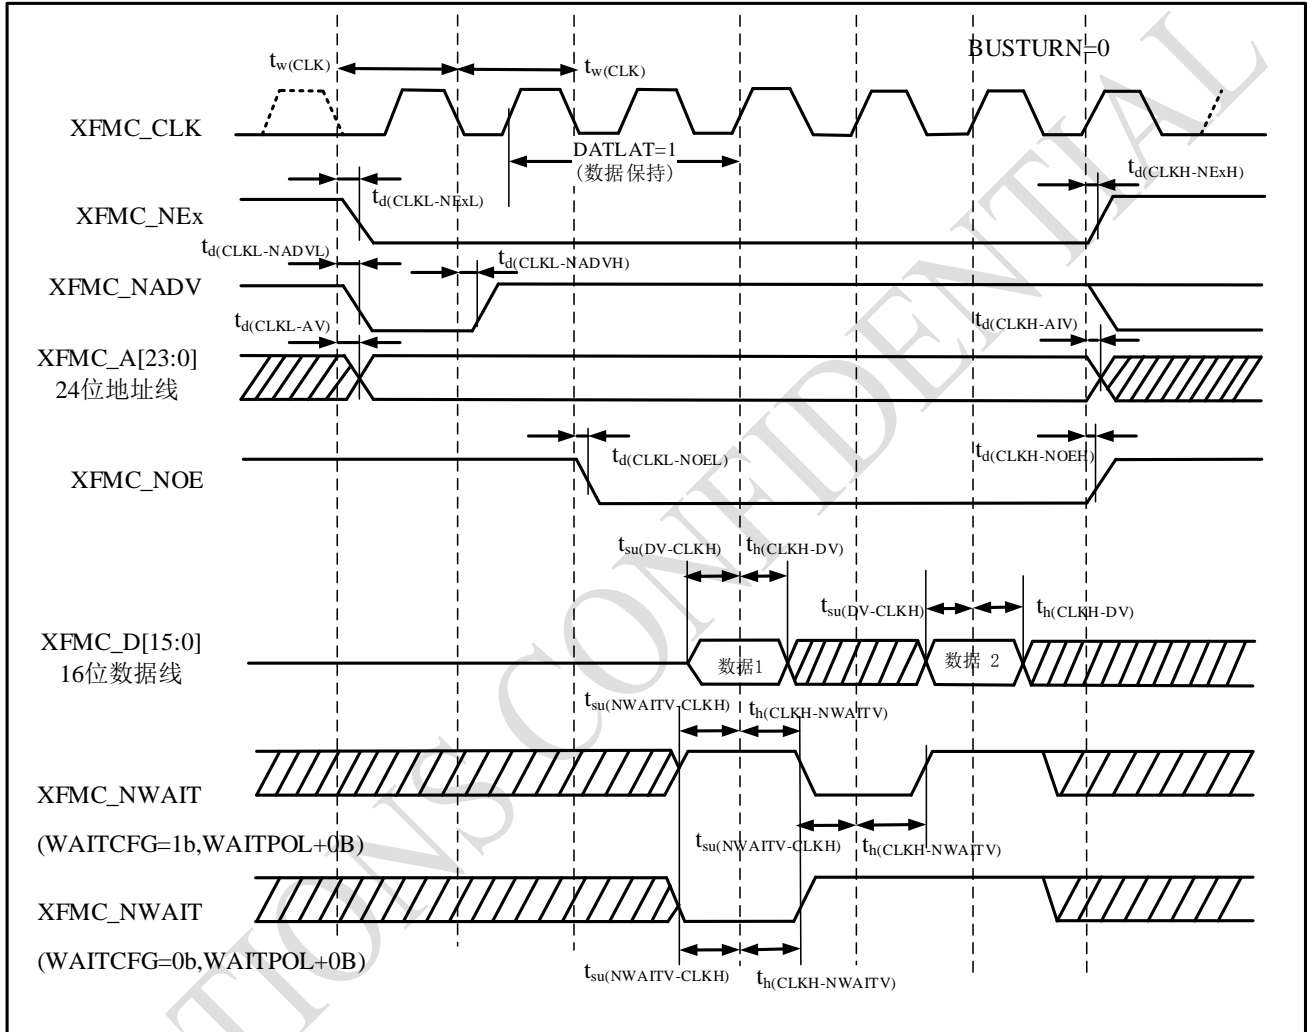 BUSTURN=0
tw(CLK)
tw(CLK)
XFMC_CLK
DATLAT=1
(数据保持)
td(CLKL-NExL)
td(CLKH-NExH)
XFMC_NEx
td(CLKL-NADVL)
td(CLKL-NADVH)
XFMC_NADV
td(CLKL-AV)
td(CLKH-AIV)
XFMC_A[23:0]
24位地址线
td(CLKL-NOEL)
td(CLKH-NOEH)
XFMC_NOE
tsu(DV-CLKH)
th(CLKH-DV)
tsu(DV-CLKH)
th(CLKH-DV)
XFMC_D[15:0]
16位数据线
数据1
数据 2
tsu(NWAITV-CLKH)
th(CLKH-NWAITV)
XFMC_NWAIT
(WAITCFG=1b,WAITPOL+0B)
tsu(NWAITV-CLKH)
th(CLKH-NWAITV)
XFMC_NWAIT
(WAITCFG=0b,WAITPOL+0B)
tsu(NWAITV-CLKH)
th(CLKH-NWAITV)
TIONS CONFIDENTIAL